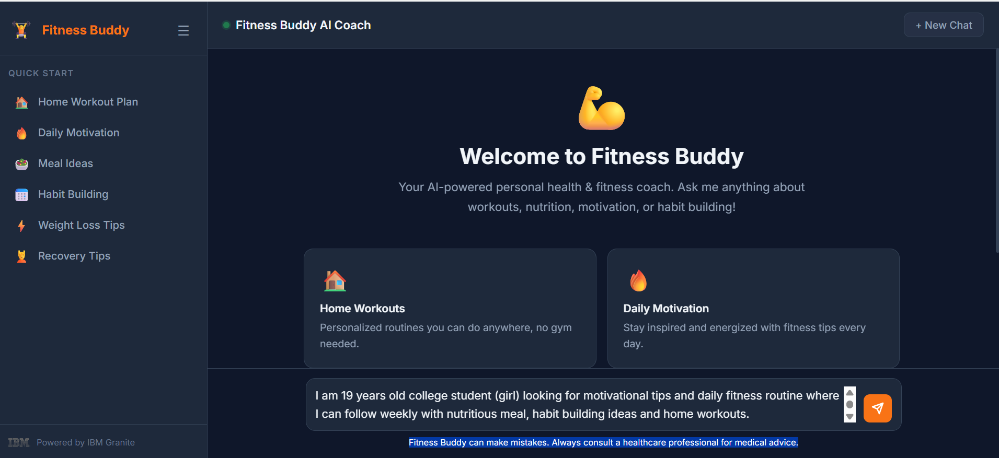 Fitness Buddy
QUICK START
Home Workout Plan
Daily Motivation
Meal Ideas
Habit Building
Weight Loss Tips
Recovery Tips
IBM Powered by IBM Granite
Fitness Buddy AI Coach
+ New Chat
Welcome to Fitness Buddy
Your AI-powered personal health & fitness coach. Ask me anything about
workouts, nutrition, motivation, or habit building!
Home Workouts
Personalized routines you can do anywhere, no gym
needed.
Daily Motivation
Stay inspired and energized with fitness tips every
day.
I am 19 years old college student (girl) looking for motivational tips and daily fitness routine where
I can follow weekly with nutritious meal, habit building ideas and home workouts.
Fitness Buddy can make mistakes. Always consult a healthcare professional for medical advice.